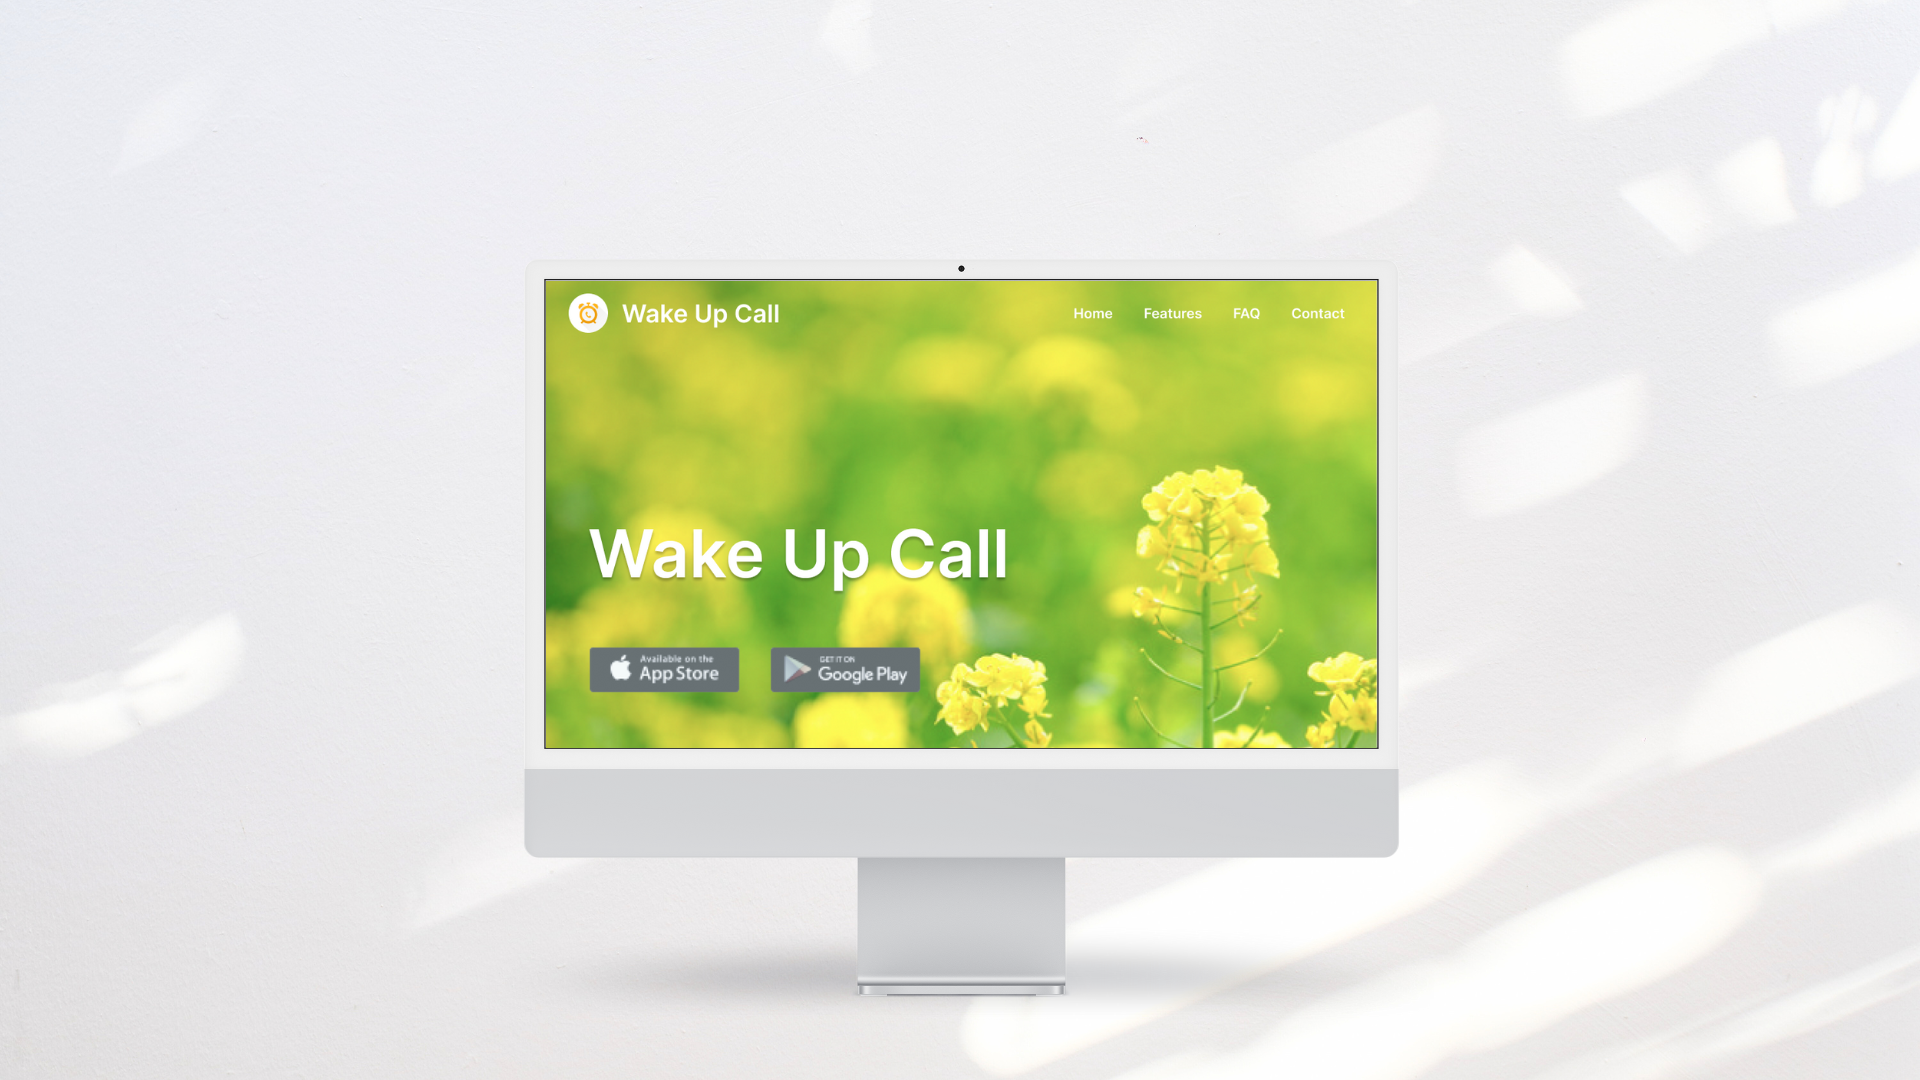 Wake Up Call
Home Features FAQ Contact
Wake Up Call
Available on the
App Store
GET IT ON
Google Play